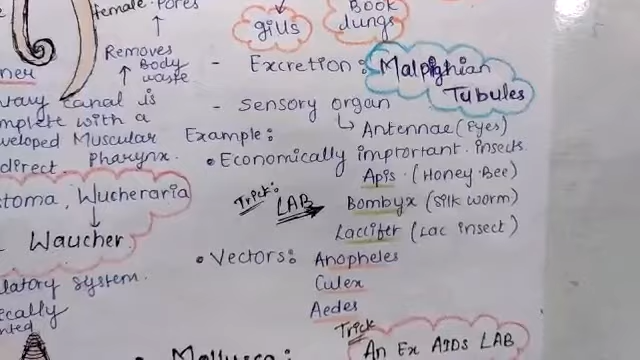 female Pores
Removes
Body
waste
canal is
with a
Muscular
Pharynx.
Wucheraria
Waucher
system.
gills
Book
lungs
- Excretion: Malpighian
Tubules
- Sensory organ
Antennae (Eyes)
Example:
• Economically important insects
Apis (Honey Bee)
Trick: LAB
Bombyx (Silk worm)
Laccifer (Lac insect)
• Vectors: Anopheles
Culex
Aedes
Trick
An Ex AIDS LAB
• Mollusca: